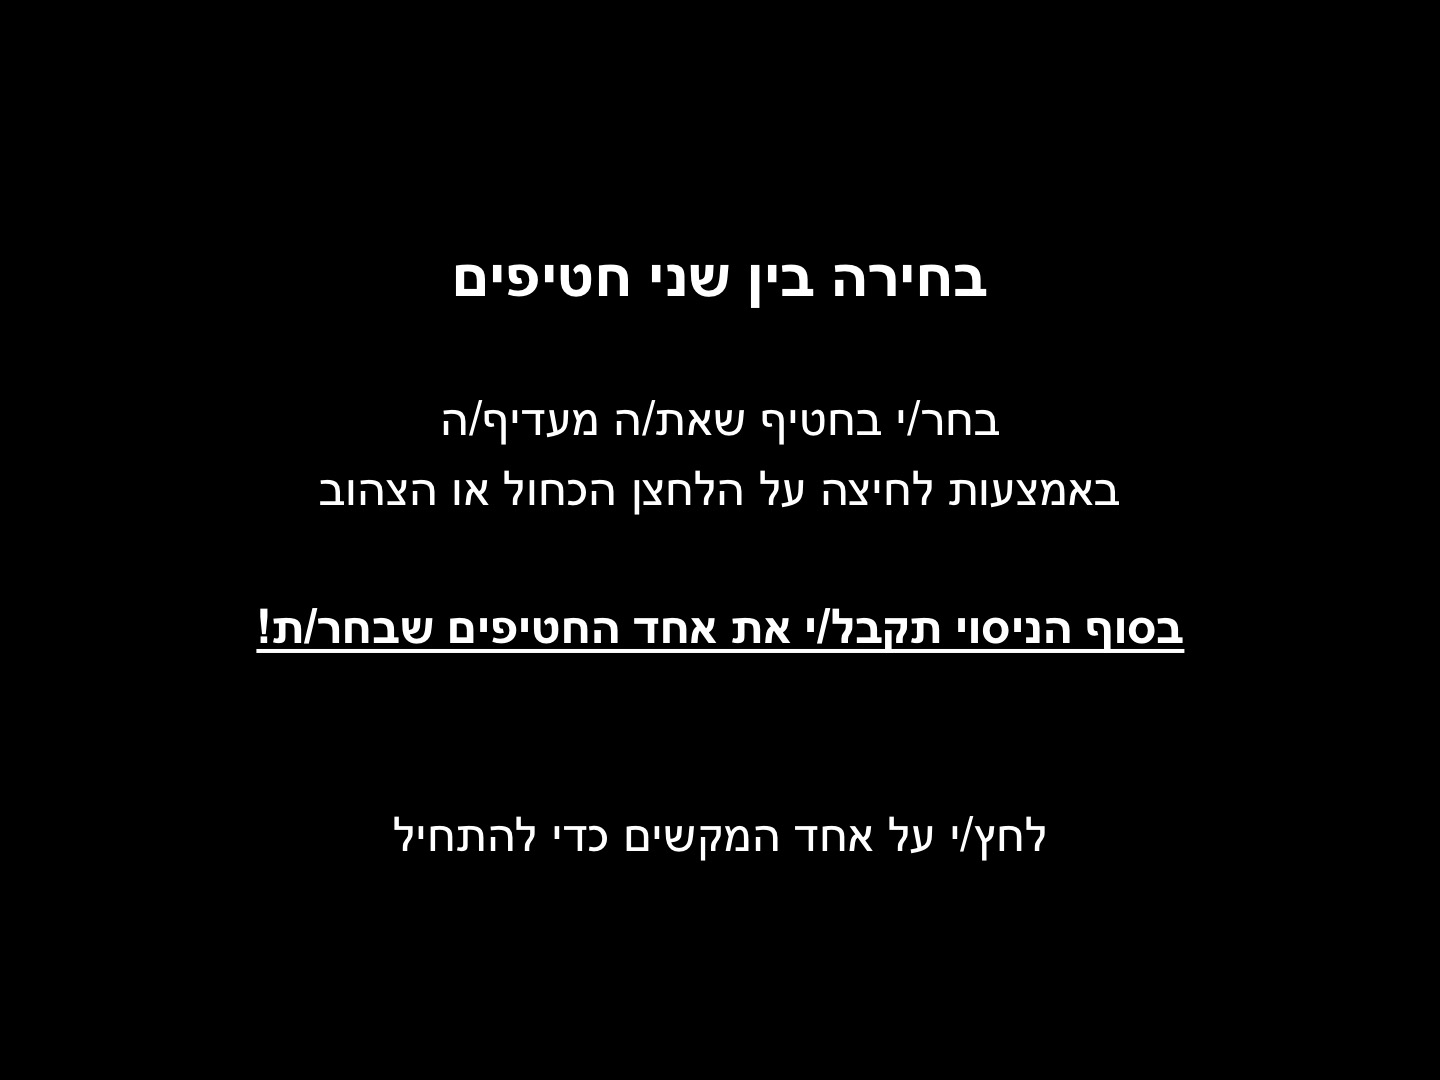 בחירה בין שני חטיפים
בחר/י בחטיף שאת/ה מעדיף/ה
באמצעות לחיצה על הלחצן הכחול או הצהוב
בסוף הניסוי תקבל/י את אחד החטיפים שבחר/ת!
לחץ/י על אחד המקשים כדי להתחיל